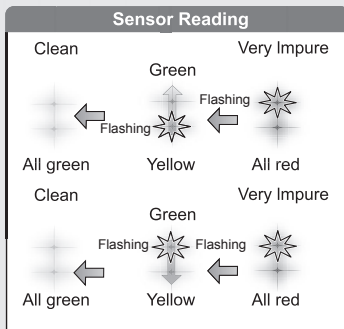 Sensor Reading
Clean Very Impure
Green
Flashing
Flashing
All green Yellow All red
Clean Very Impure
Green
Flashing Flashing
All green Yellow All red